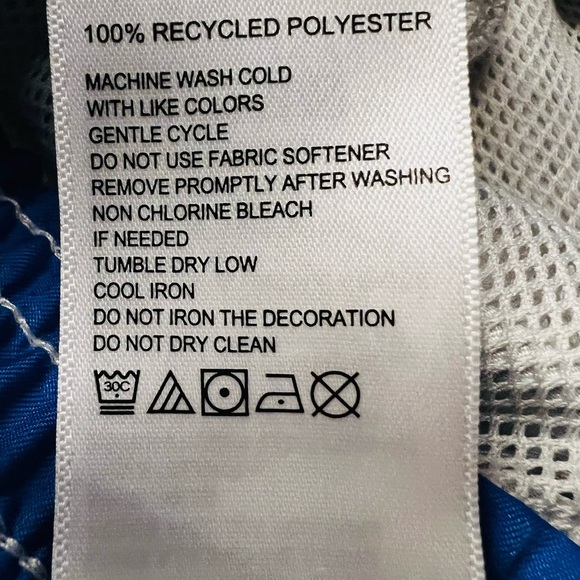 100% RECYCLED POLYESTER
MACHINE WASH COLD
WITH LIKE COLORS
GENTLE CYCLE
DO NOT USE FABRIC SOFTENER
REMOVE PROMPTLY AFTER WASHING
NON CHLORINE BLEACH
IF NEEDED
TUMBLE DRY LOW
COOL IRON
DO NOT IRON THE DECORATION
DO NOT DRY CLEAN
30C